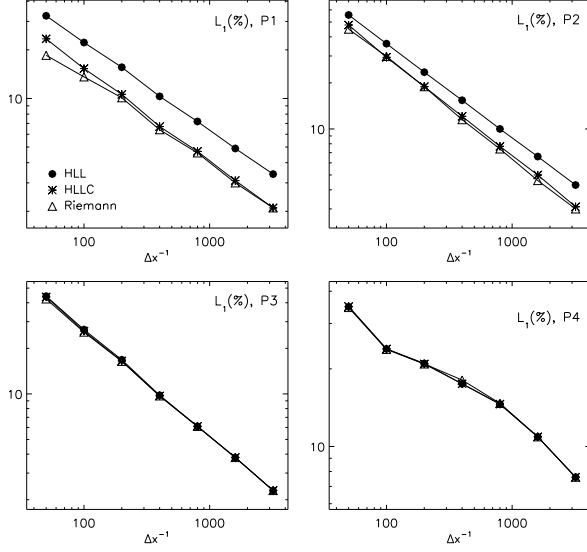 L₁(%), P1
10
HLL
HLLC
Riemann
100
1000
Δx⁻¹
L₁(%), P2
10
100
1000
Δx⁻¹
L₁(%), P3
10
100
1000
Δx⁻¹
L₁(%), P4
10
100
1000
Δx⁻¹